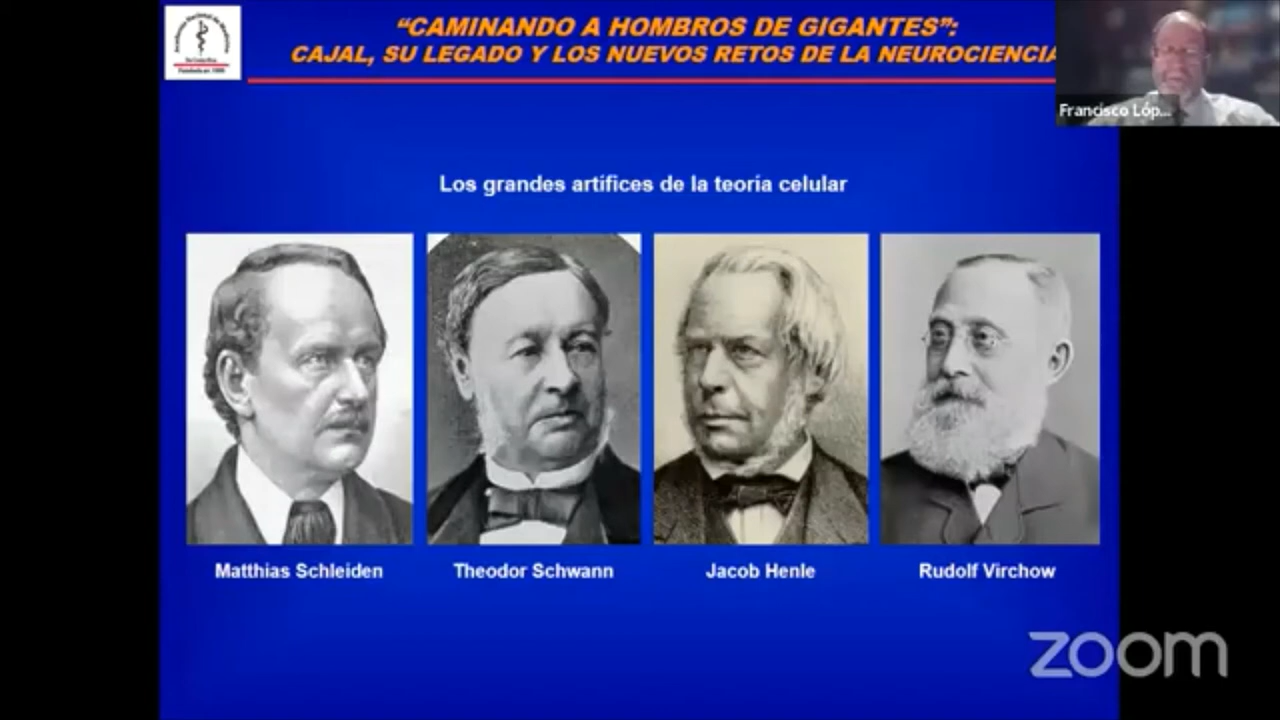 “CAMINANDO A HOMBROS DE GIGANTES”:
CAJAL, SU LEGADO Y LOS NUEVOS RETOS DE LA NEUROCIENCIA
Francisco Lóp...
Los grandes artífices de la teoría celular
Matthias Schleiden
Theodor Schwann
Jacob Henle
Rudolf Virchow
zoom